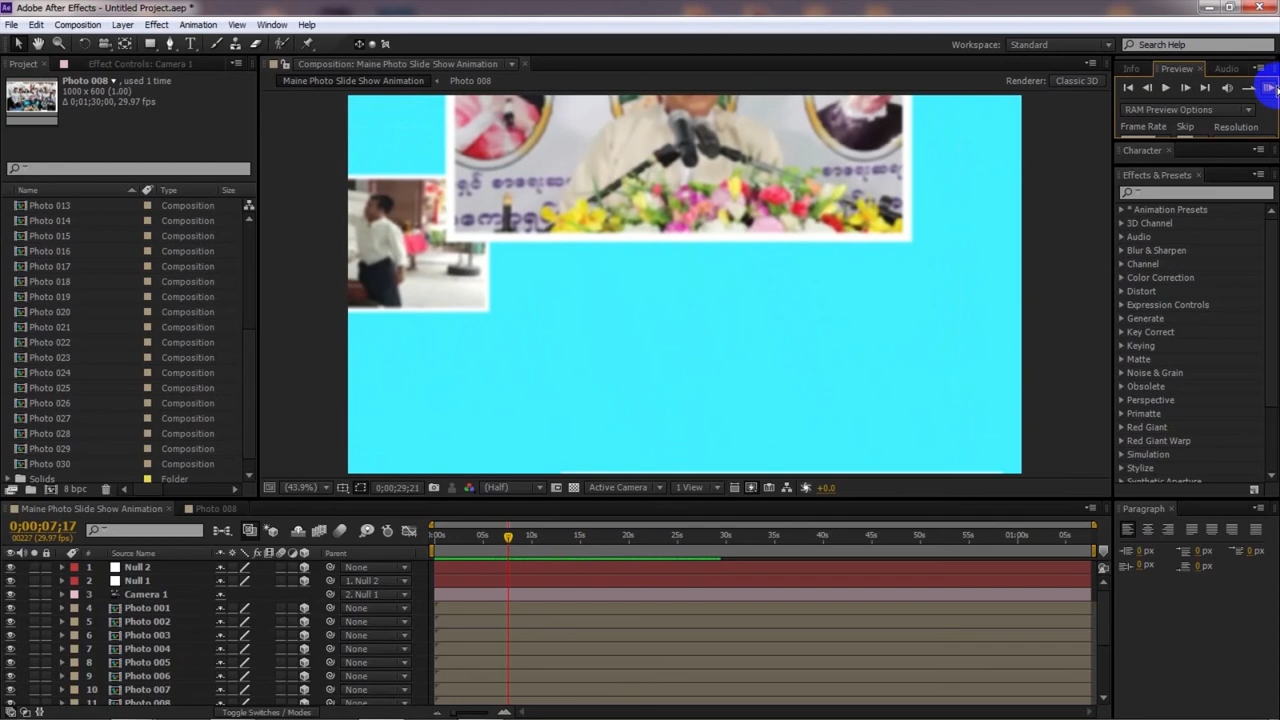 Adobe After Effects - Untitled Project.aep *
File Edit Composition Layer Effect Animation View Window Help
Workspace: Standard
Search Help
Project Effect Controls: Camera 1
Photo 008 , used 1 time
1000 x 600 (1.00)
Δ 0;01;30;00, 29.97 fps
Name Type Size
Photo 013 Composition
Photo 014 Composition
Photo 015 Composition
Photo 016 Composition
Photo 017 Composition
Photo 018 Composition
Photo 019 Composition
Photo 020 Composition
Photo 021 Composition
Photo 022 Composition
Photo 023 Composition
Photo 024 Composition
Photo 025 Composition
Photo 026 Composition
Photo 027 Composition
Photo 028 Composition
Photo 029 Composition
Photo 030 Composition
Solids Folder
8 bpc
Composition: Maine Photo Slide Show Animation
Maine Photo Slide Show Animation Photo 008
Renderer: Classic 3D
(43.9%) 0;00;29;21 (Half) Active Camera 1 View +0.0
Info Preview Audio
RAM Preview Options
Frame Rate Skip Resolution
Character
Effects & Presets
* Animation Presets
3D Channel
Audio
Blur & Sharpen
Channel
Color Correction
Distort
Expression Controls
Generate
Key Correct
Keying
Matte
Noise & Grain
Obsolete
Perspective
Primatte
Red Giant
Red Giant Warp
Simulation
Stylize
Synthetic Aperture
Maine Photo Slide Show Animation Photo 008
0;00;07;17
00227 (29.97 fps)
:00s 05s 10s 15s 20s 25s 30s 35s 40s 45s 50s 55s 01:00s 05s
# Source Name Parent
1 Null 2 None
2 Null 1 1. Null 2
3 Camera 1 2. Null 1
4 Photo 001 None
5 Photo 002 None
6 Photo 003 None
7 Photo 004 None
8 Photo 005 None
9 Photo 006 None
10 Photo 007 None
11 Photo 008 None
Toggle Switches / Modes
Paragraph
0 px 0 px 0 px
0 px 0 px